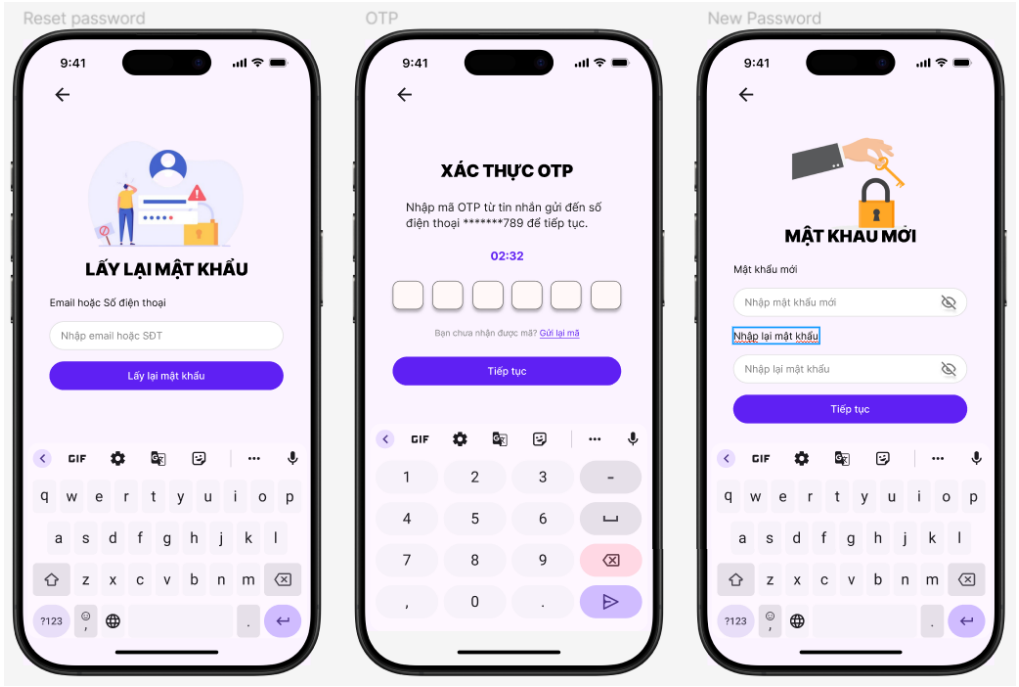 Reset password
9:41
LẤY LẠI MẬT KHẨU
Email hoặc Số điện thoại
Nhập email hoặc SĐT
Lấy lại mật khẩu
GIF
q w e r t y u i o p
a s d f g h j k l
z x c v b n m
?123 , .
OTP
9:41
XÁC THỰC OTP
Nhập mã OTP từ tin nhắn gửi đến số
điện thoại *******789 để tiếp tục.
02:32
Bạn chưa nhận được mã? Gửi lại mã
Tiếp tục
GIF
1 2 3 -
4 5 6
7 8 9
, 0 .
New Password
9:41
MẬT KHẨU MỚI
Mật khẩu mới
Nhập mật khẩu mới
Nhập lại mật khẩu
Nhập lại mật khẩu
Tiếp tục
GIF
q w e r t y u i o p
a s d f g h j k l
z x c v b n m
?123 , .